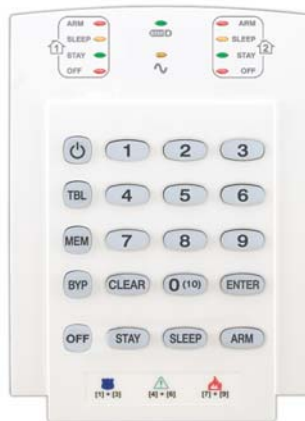 ARM ARM
SLEEP SLEEP
1 2
STAY STAY
OFF OFF
1 2 3
TBL 4 5 6
MEM 7 8 9
BYP CLEAR 0 (10) ENTER
OFF STAY SLEEP ARM
[1] + [3] [4] + [6] [7] + [9]